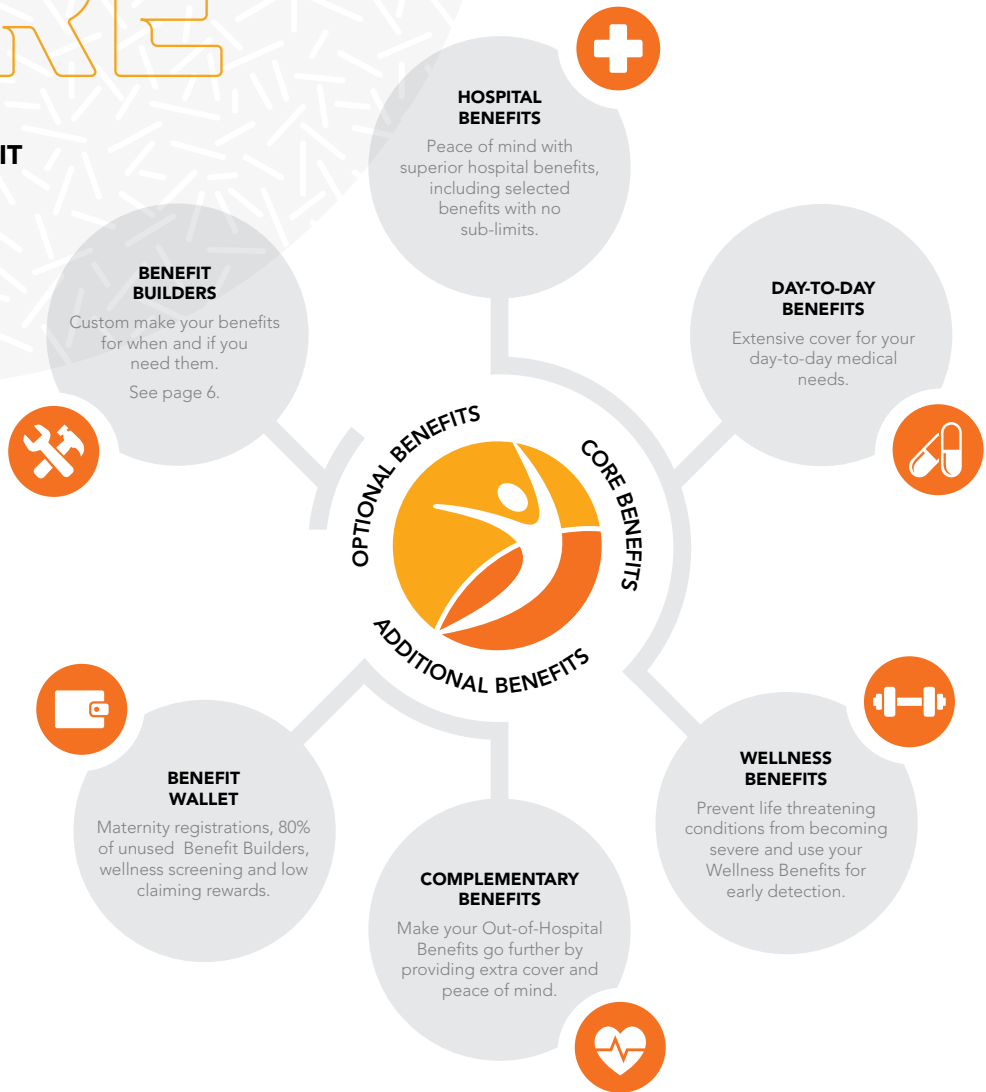 RE
IT
HOSPITAL
BENEFITS
Peace of mind with
superior hospital benefits,
including selected
benefits with no
sub-limits.
BENEFIT
BUILDERS
Custom make your benefits
for when and if you
need them.
See page 6.
DAY-TO-DAY
BENEFITS
Extensive cover for your
day-to-day medical
needs.
OPTIONAL BENEFITS
CORE BENEFITS
ADDITIONAL BENEFITS
BENEFIT
WALLET
Maternity registrations, 80%
of unused Benefit Builders,
wellness screening and low
claiming rewards.
COMPLEMENTARY
BENEFITS
Make your Out-of-Hospital
Benefits go further by
providing extra cover and
peace of mind.
WELLNESS
BENEFITS
Prevent life threatening
conditions from becoming
severe and use your
Wellness Benefits for
early detection.